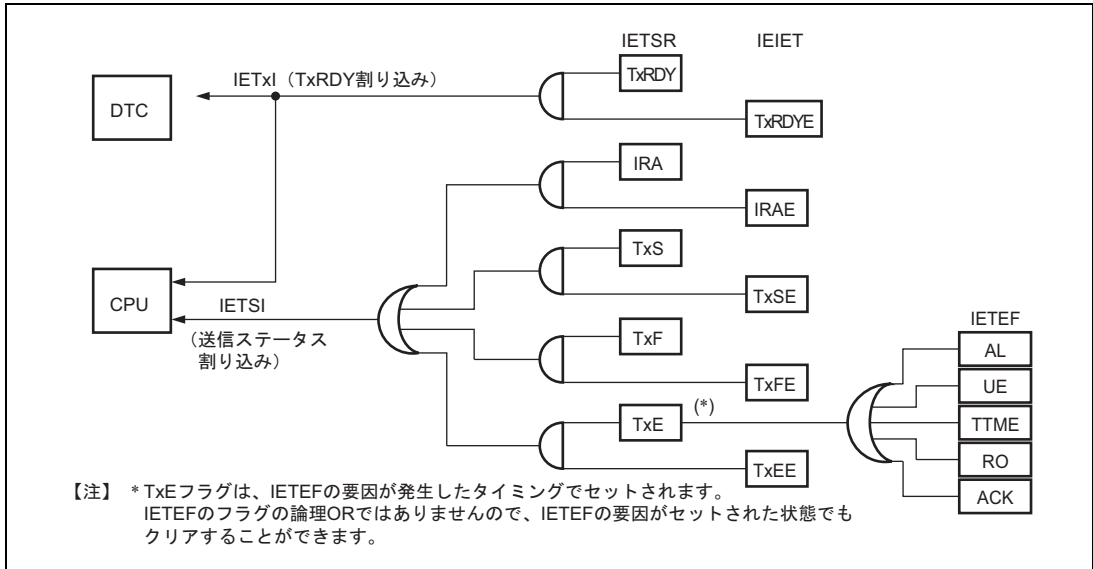 IETSR
IEIET
IETxI（TxRDY割り込み）
TxRDY
DTC
TxRDYE
IRA
IRAE
TxS
CPU
IETSI
（送信ステータス
割り込み）
TxSE
TxF
TxFE
IETEF
AL
UE
TTME
RO
ACK
TxE
(*)
TxEE
【注】 * TxEフラグは、IETEFの要因が発生したタイミングでセットされます。
IETEFのフラグの論理ORではありませんので、IETEFの要因がセットされた状態でも
クリアすることができます。